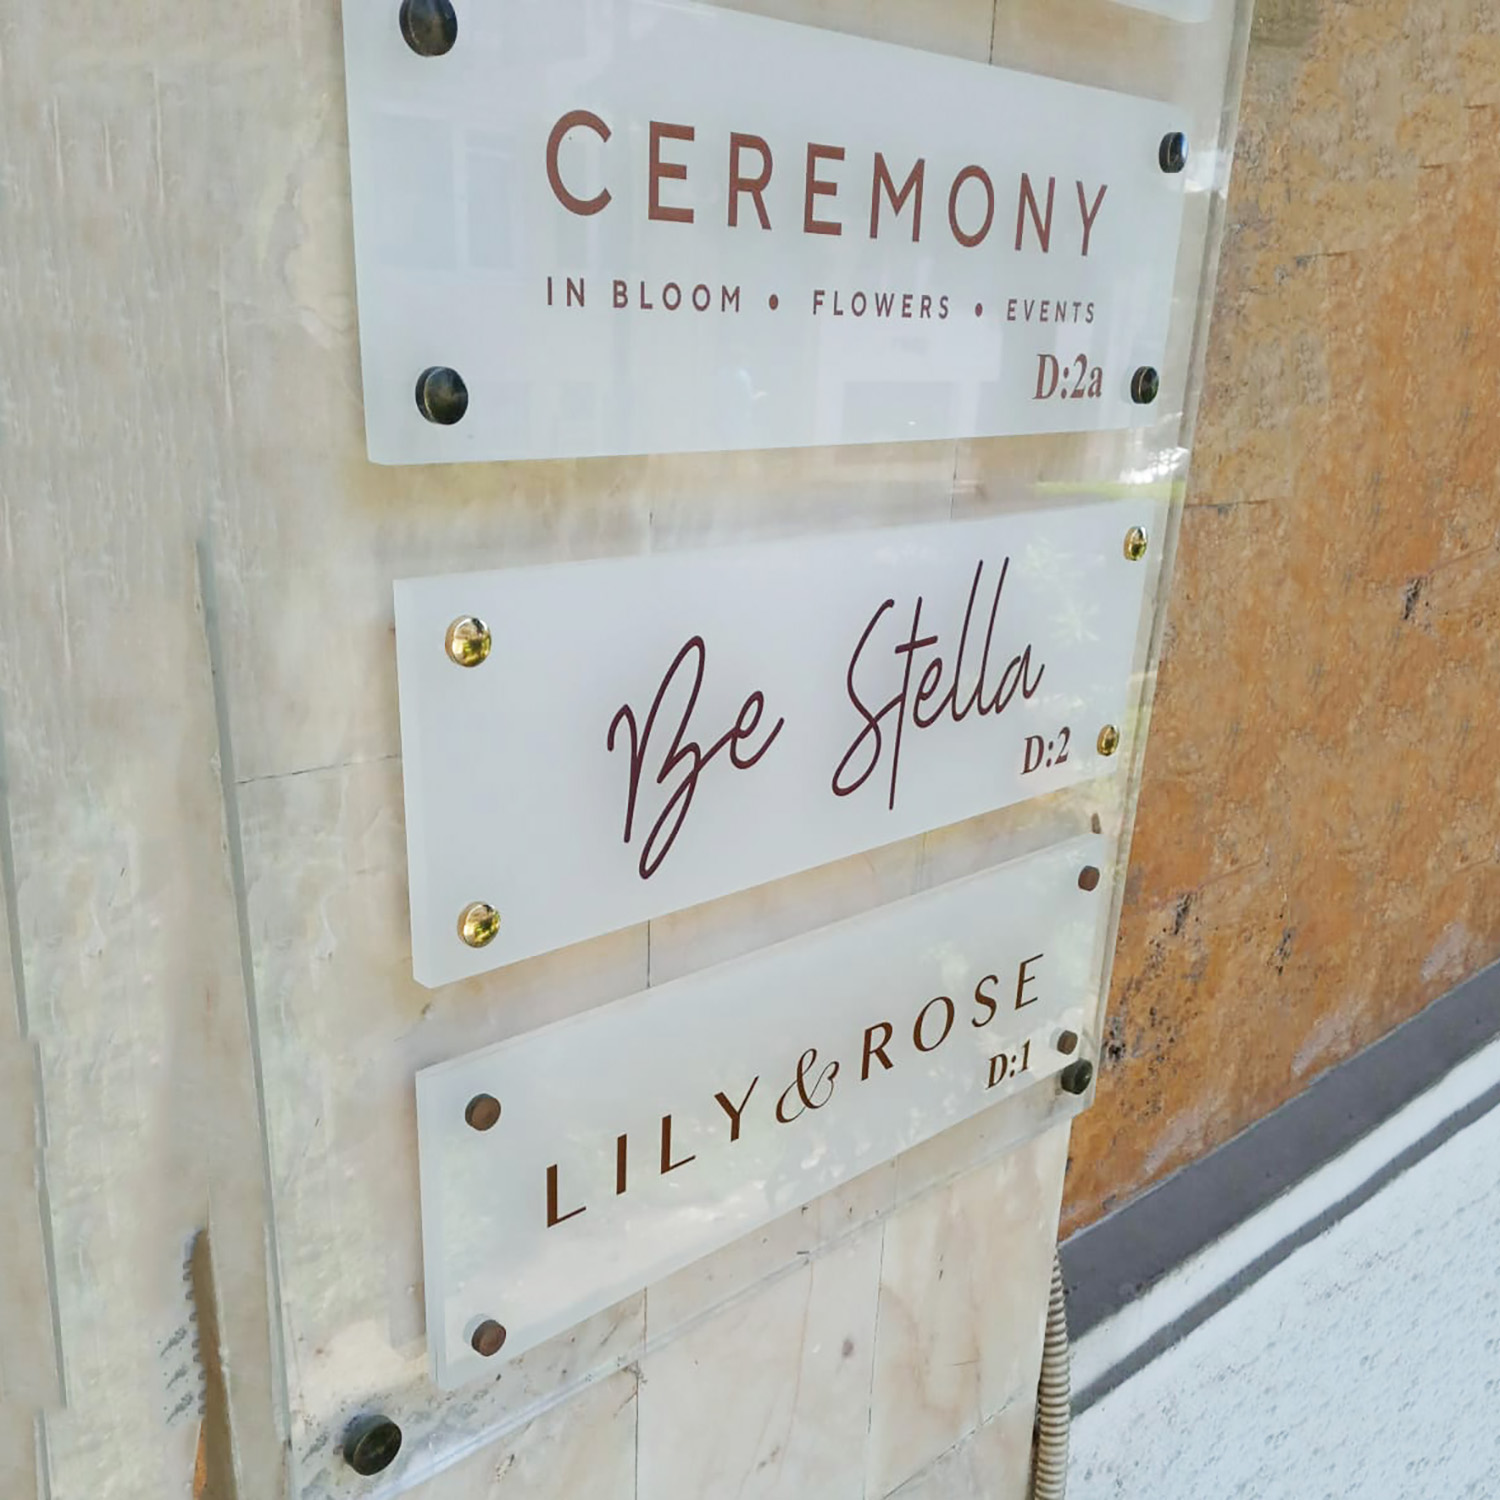 CEREMONY
IN BLOOM • FLOWERS • EVENTS
D:2a
Be Stella
D:2
LILY&ROSE
D:1